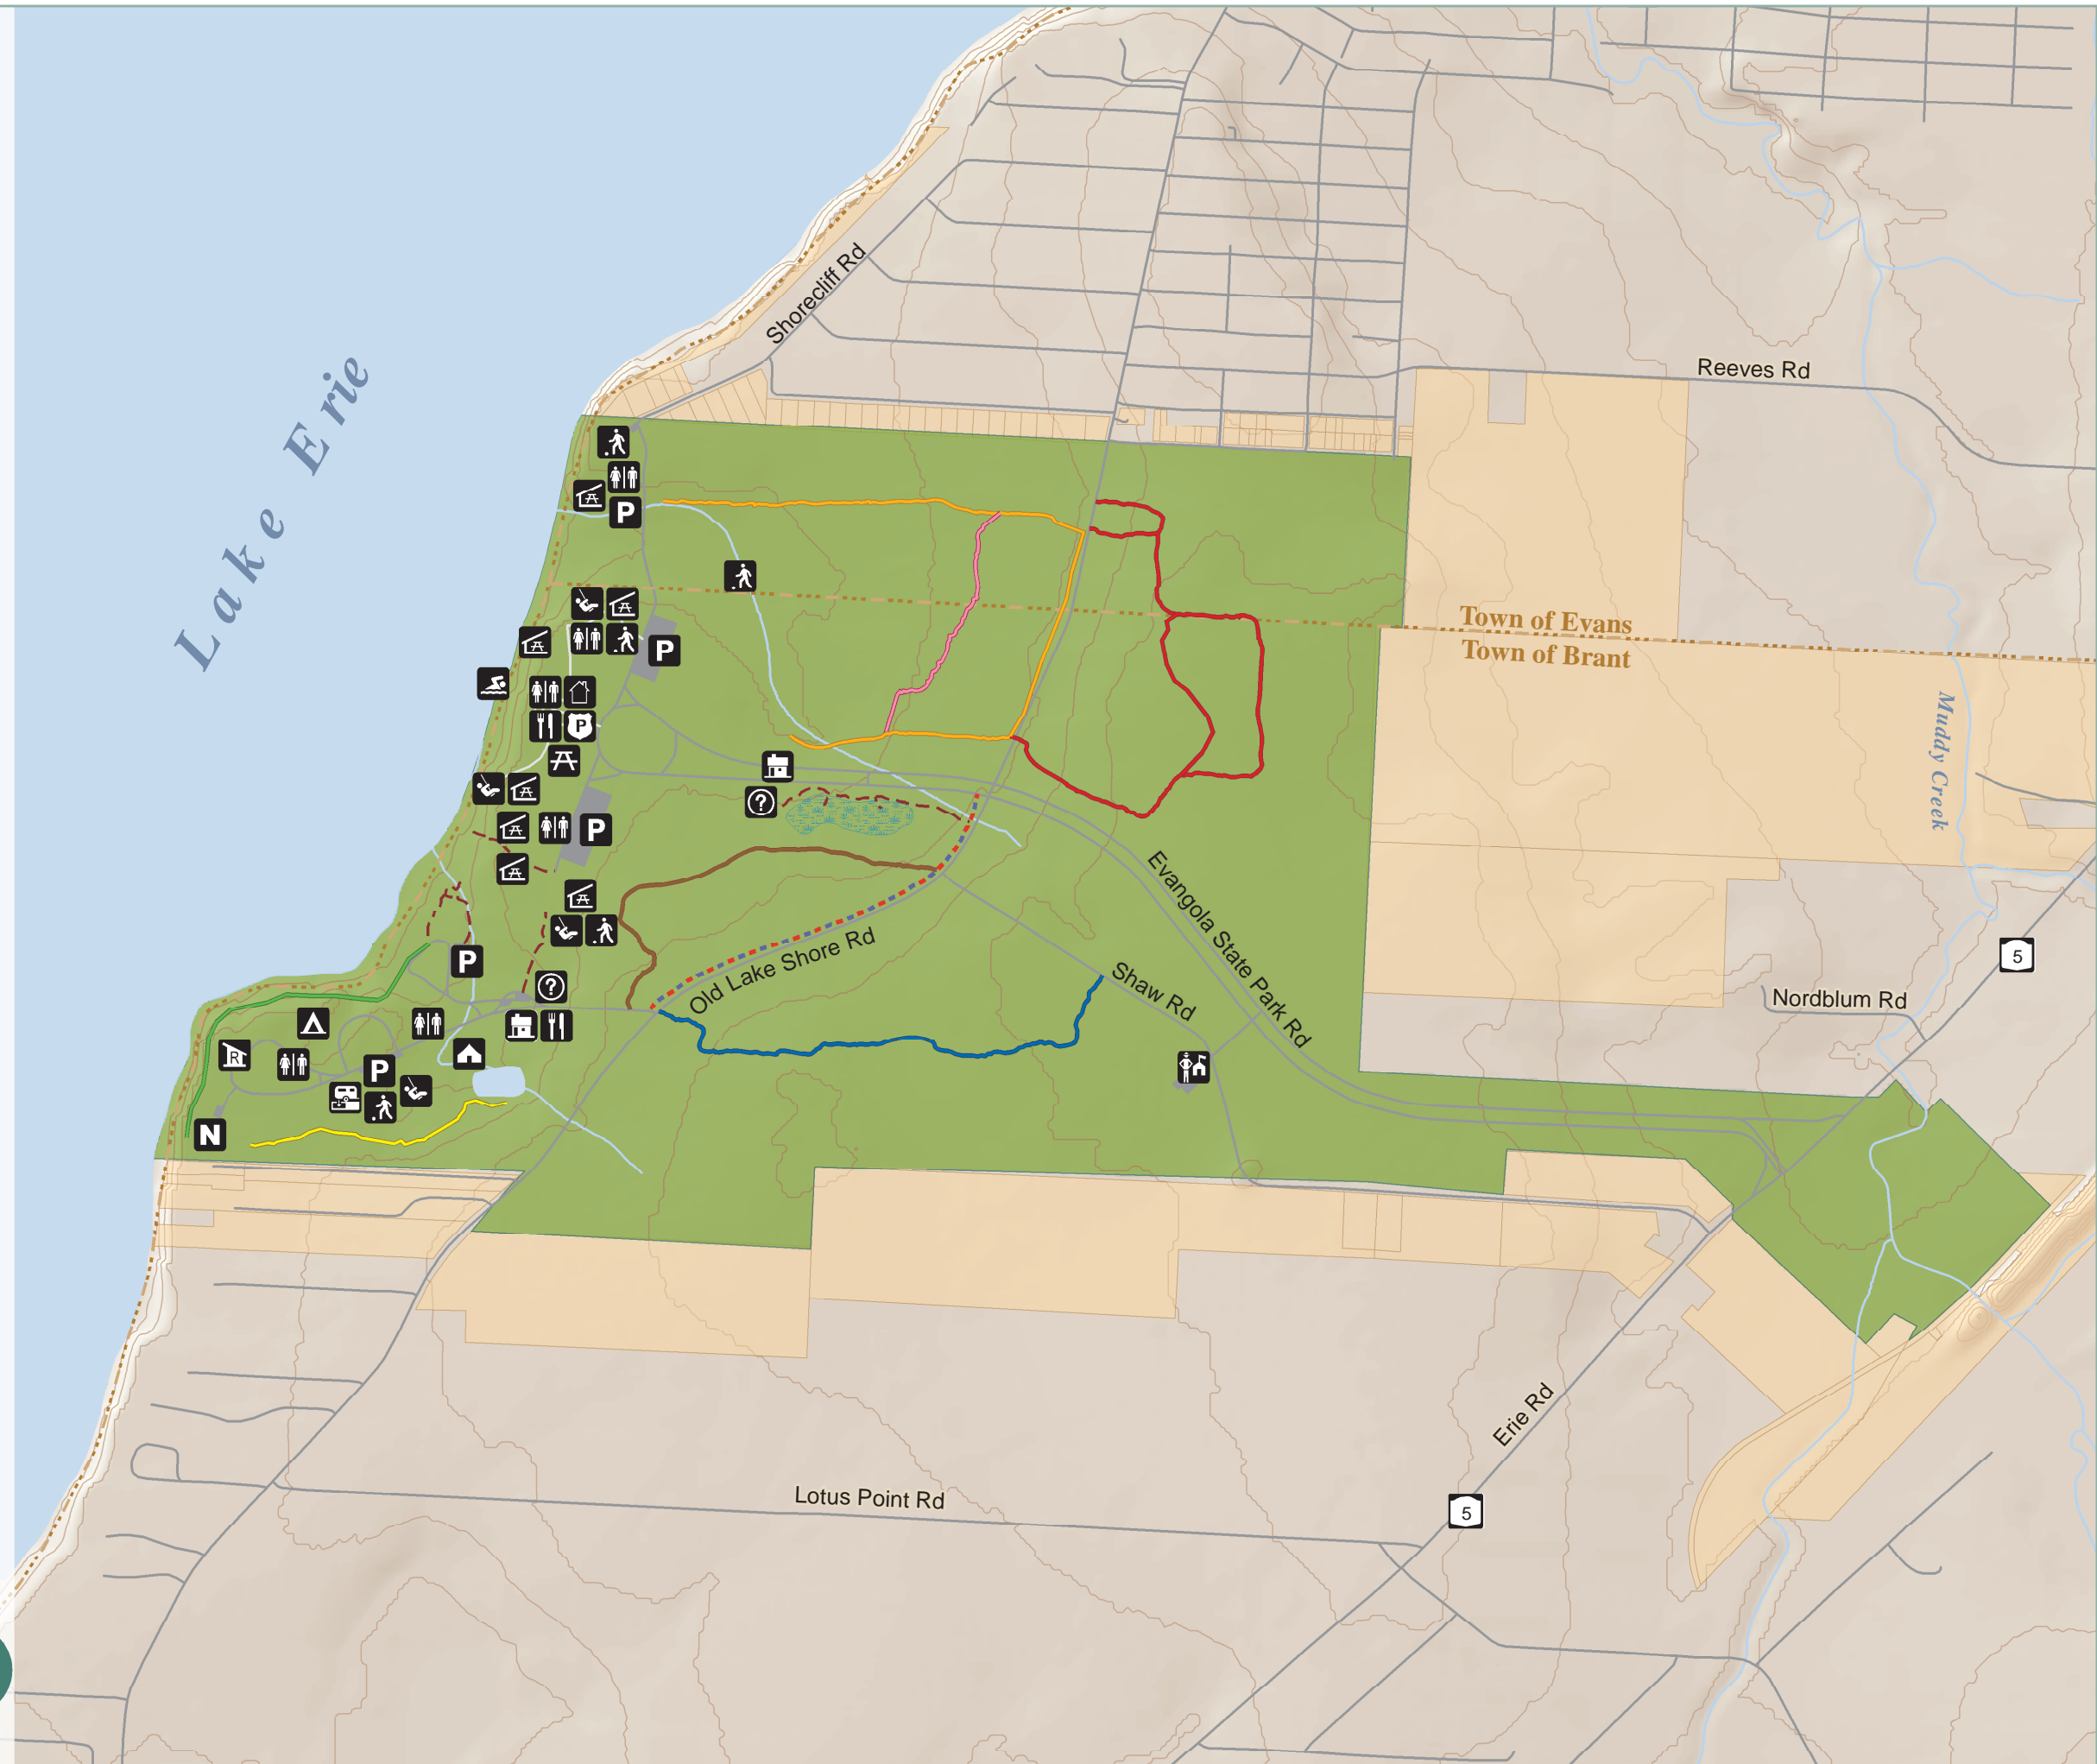 Shorecliff Rd
Lake Erie
Reeves Rd
P
Town of Evans
Town of Brant
P
P
Muddy Creek
?
P
Evangola State Park Rd
Old Lake Shore Rd
P
Shaw Rd
5
?
Nordblum Rd
R
P
N
Erie Rd
Lotus Point Rd
5